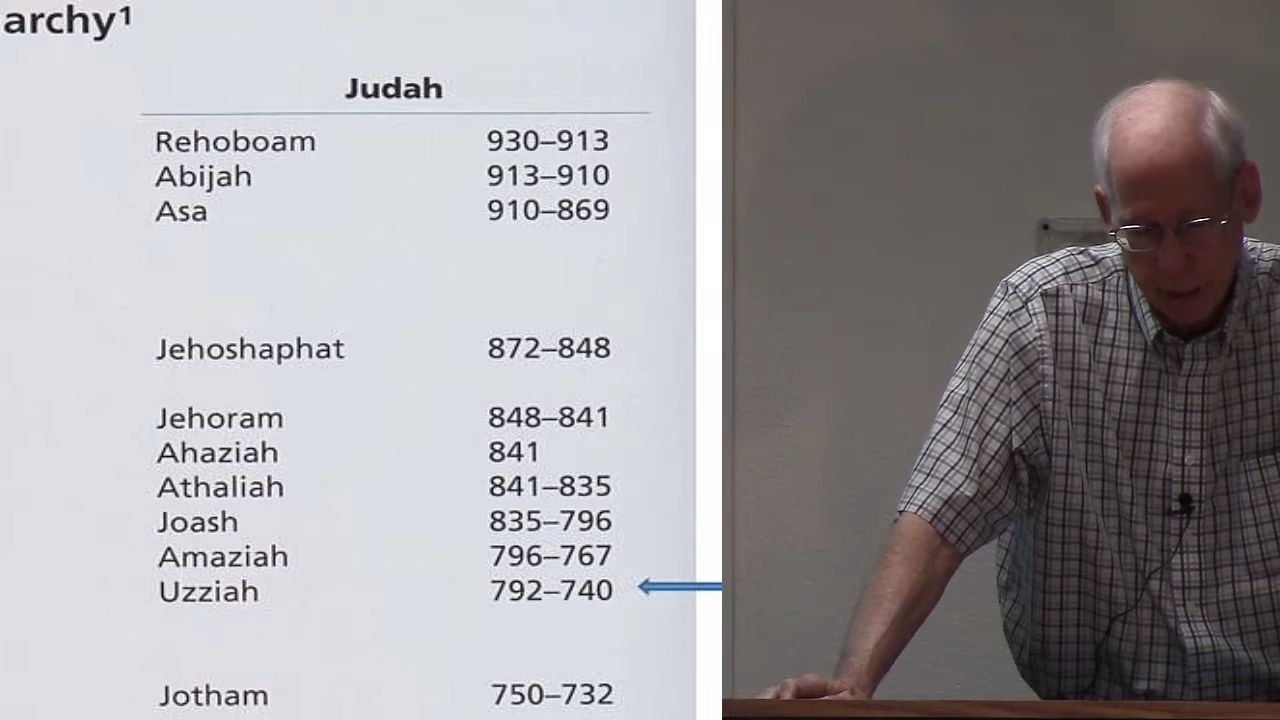 archy¹
Judah
Rehoboam 930–913
Abijah 913–910
Asa 910–869
Jehoshaphat 872–848
Jehoram 848–841
Ahaziah 841
Athaliah 841–835
Joash 835–796
Amaziah 796–767
Uzziah 792–740
Jotham 750–732